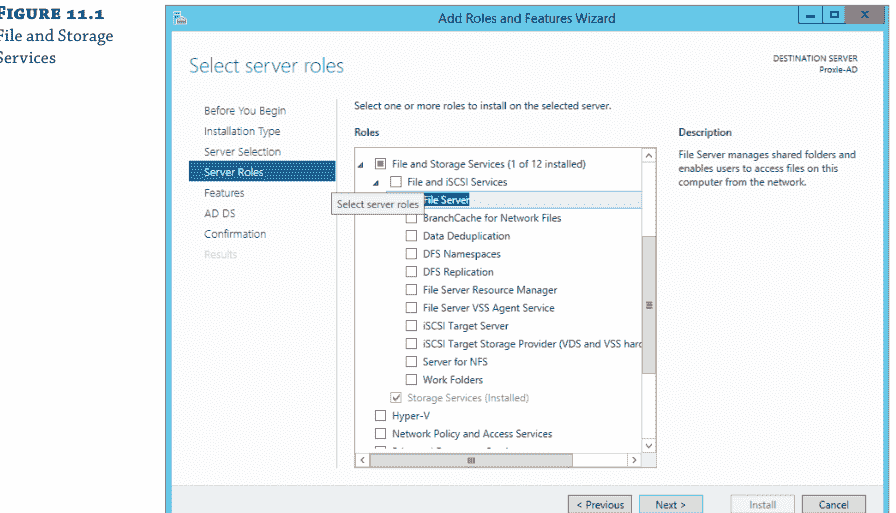 FIGURE 11.1
File and Storage
Services
Add Roles and Features Wizard
Select server roles
DESTINATION SERVER
Proxle-AD
Before You Begin
Installation Type
Server Selection
Server Roles
Features
AD DS
Confirmation
Results
Select server roles
Select one or more roles to install on the selected server.
Roles
File and Storage Services (1 of 12 installed)
File and iSCSI Services
File Server
BranchCache for Network Files
Data Deduplication
DFS Namespaces
DFS Replication
File Server Resource Manager
File Server VSS Agent Service
iSCSI Target Server
iSCSI Target Storage Provider (VDS and VSS hard
Server for NFS
Work Folders
Storage Services (Installed)
Hyper-V
Network Policy and Access Services
Description
File Server manages shared folders and
enables users to access files on this
computer from the network.
< Previous
Next >
Install
Cancel